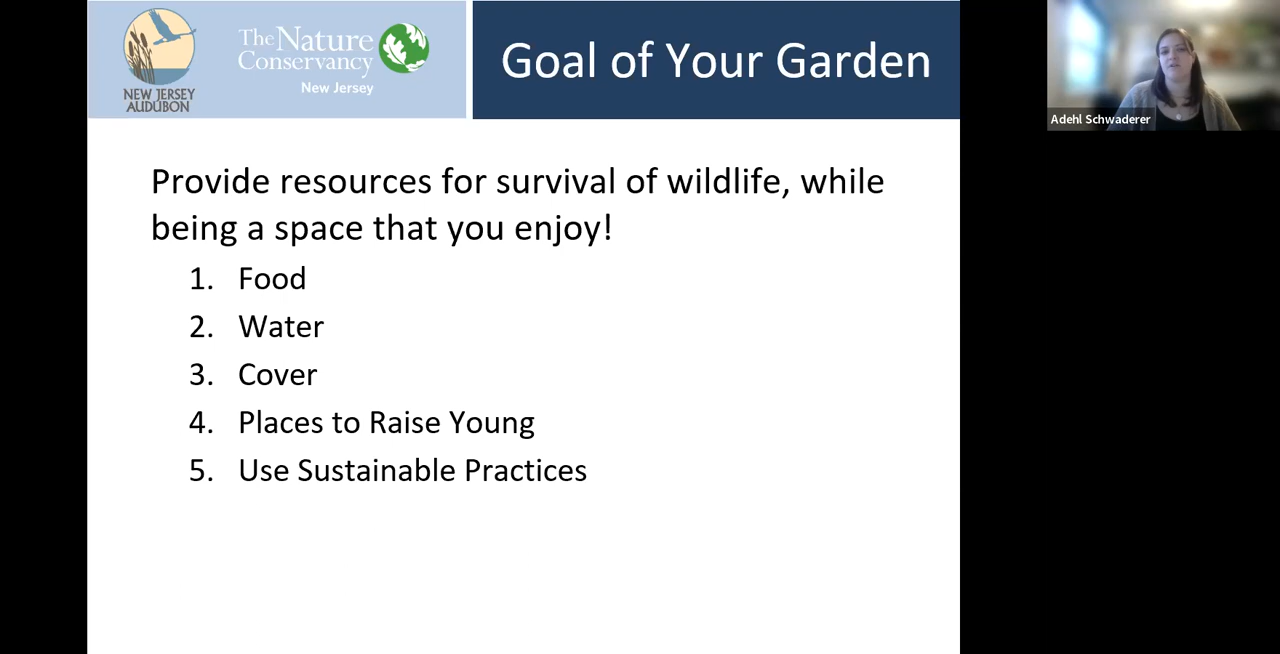 NEW JERSEY
AUDUBON
The Nature
Conservancy
New Jersey
Goal of Your Garden
Adehl Schwaderer
Provide resources for survival of wildlife, while
being a space that you enjoy!
1. Food
2. Water
3. Cover
4. Places to Raise Young
5. Use Sustainable Practices